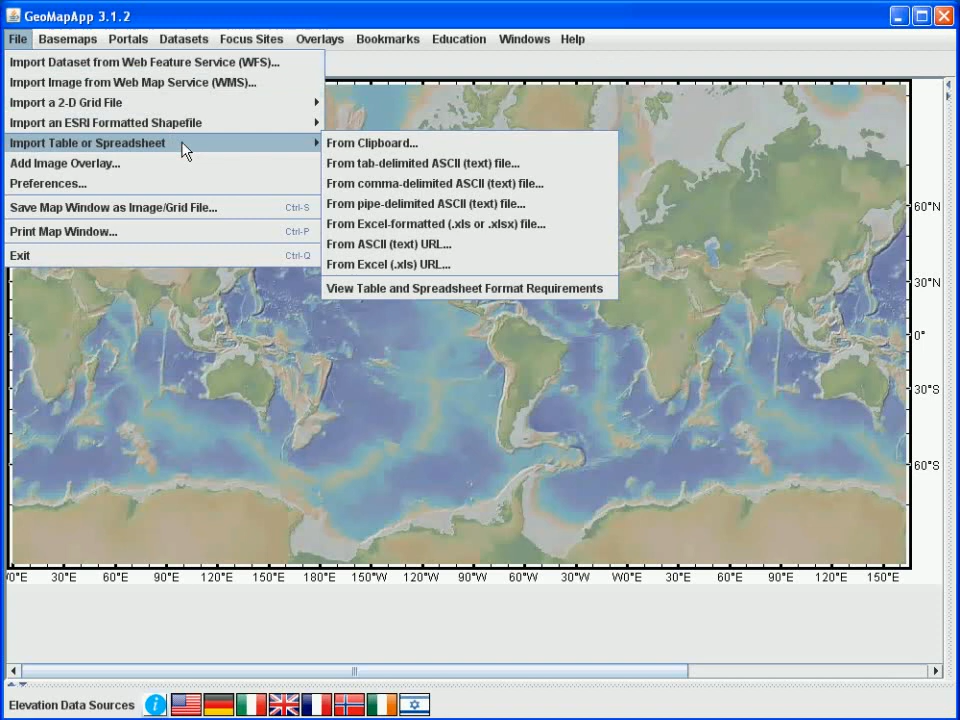 GeoMapApp 3.1.2
File Basemaps Portals Datasets Focus Sites Overlays Bookmarks Education Windows Help
Import Dataset from Web Feature Service (WFS)...
Import Image from Web Map Service (WMS)...
Import a 2-D Grid File
Import an ESRI Formatted Shapefile
Import Table or Spreadsheet
Add Image Overlay...
Preferences...
Save Map Window as Image/Grid File... Ctrl-S
Print Map Window... Ctrl-P
Exit Ctrl-Q
From Clipboard...
From tab-delimited ASCII (text) file...
From comma-delimited ASCII (text) file...
From pipe-delimited ASCII (text) file...
From Excel-formatted (.xls or .xlsx) file...
From ASCII (text) URL...
From Excel (.xls) URL...
View Table and Spreadsheet Format Requirements
60°N
30°N
0°
30°S
60°S
0°E 30°E 60°E 90°E 120°E 150°E 180°W 150°W 120°W 90°W 60°W 30°W W0°E 30°E 60°E 90°E 120°E 150°E
Elevation Data Sources i